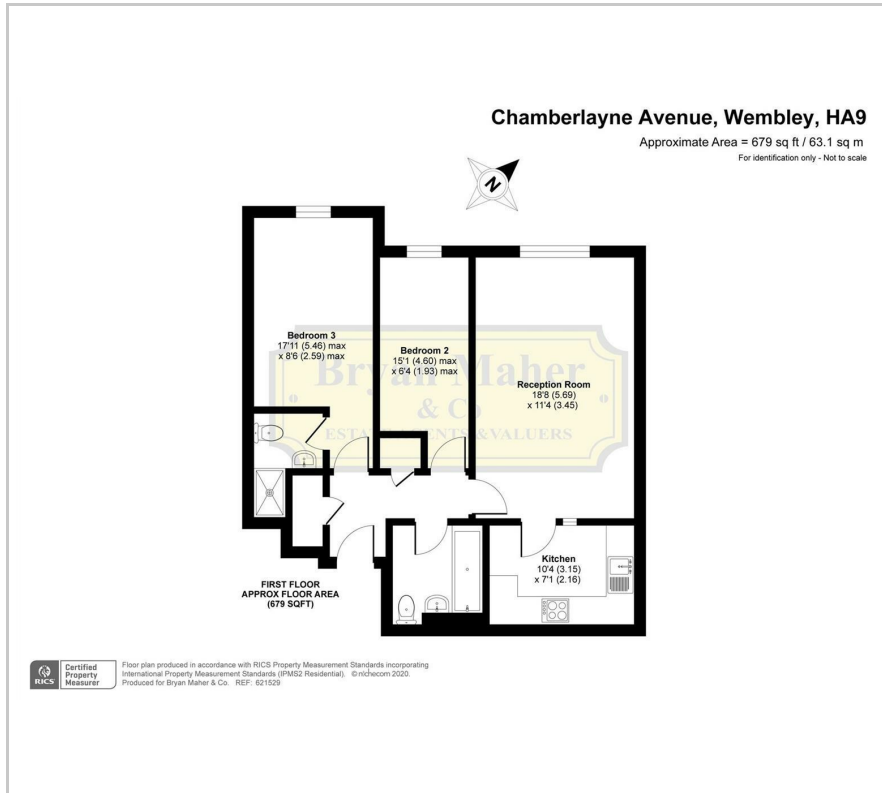 Chamberlayne Avenue, Wembley, HA9
Approximate Area = 679 sq ft / 63.1 sq m
For identification only - Not to scale
N
Bedroom 3
17'11 (5.46) max
x 8'6 (2.59) max
Bedroom 2
15'1 (4.60) max
x 6'4 (1.93) max
Reception Room
18'8 (5.69)
x 11'4 (3.45)
Bryan Maher
& Co
ESTATE AGENTS & VALUERS
Kitchen
10'4 (3.15)
x 7'1 (2.16)
FIRST FLOOR
APPROX FLOOR AREA
(679 SQFT)
RICS
Certified
Property
Measurer
Floor plan produced in accordance with RICS Property Measurement Standards incorporating
International Property Measurement Standards (IPMS2 Residential). ©nichecom 2020.
Produced for Bryan Maher & Co. REF: 621529